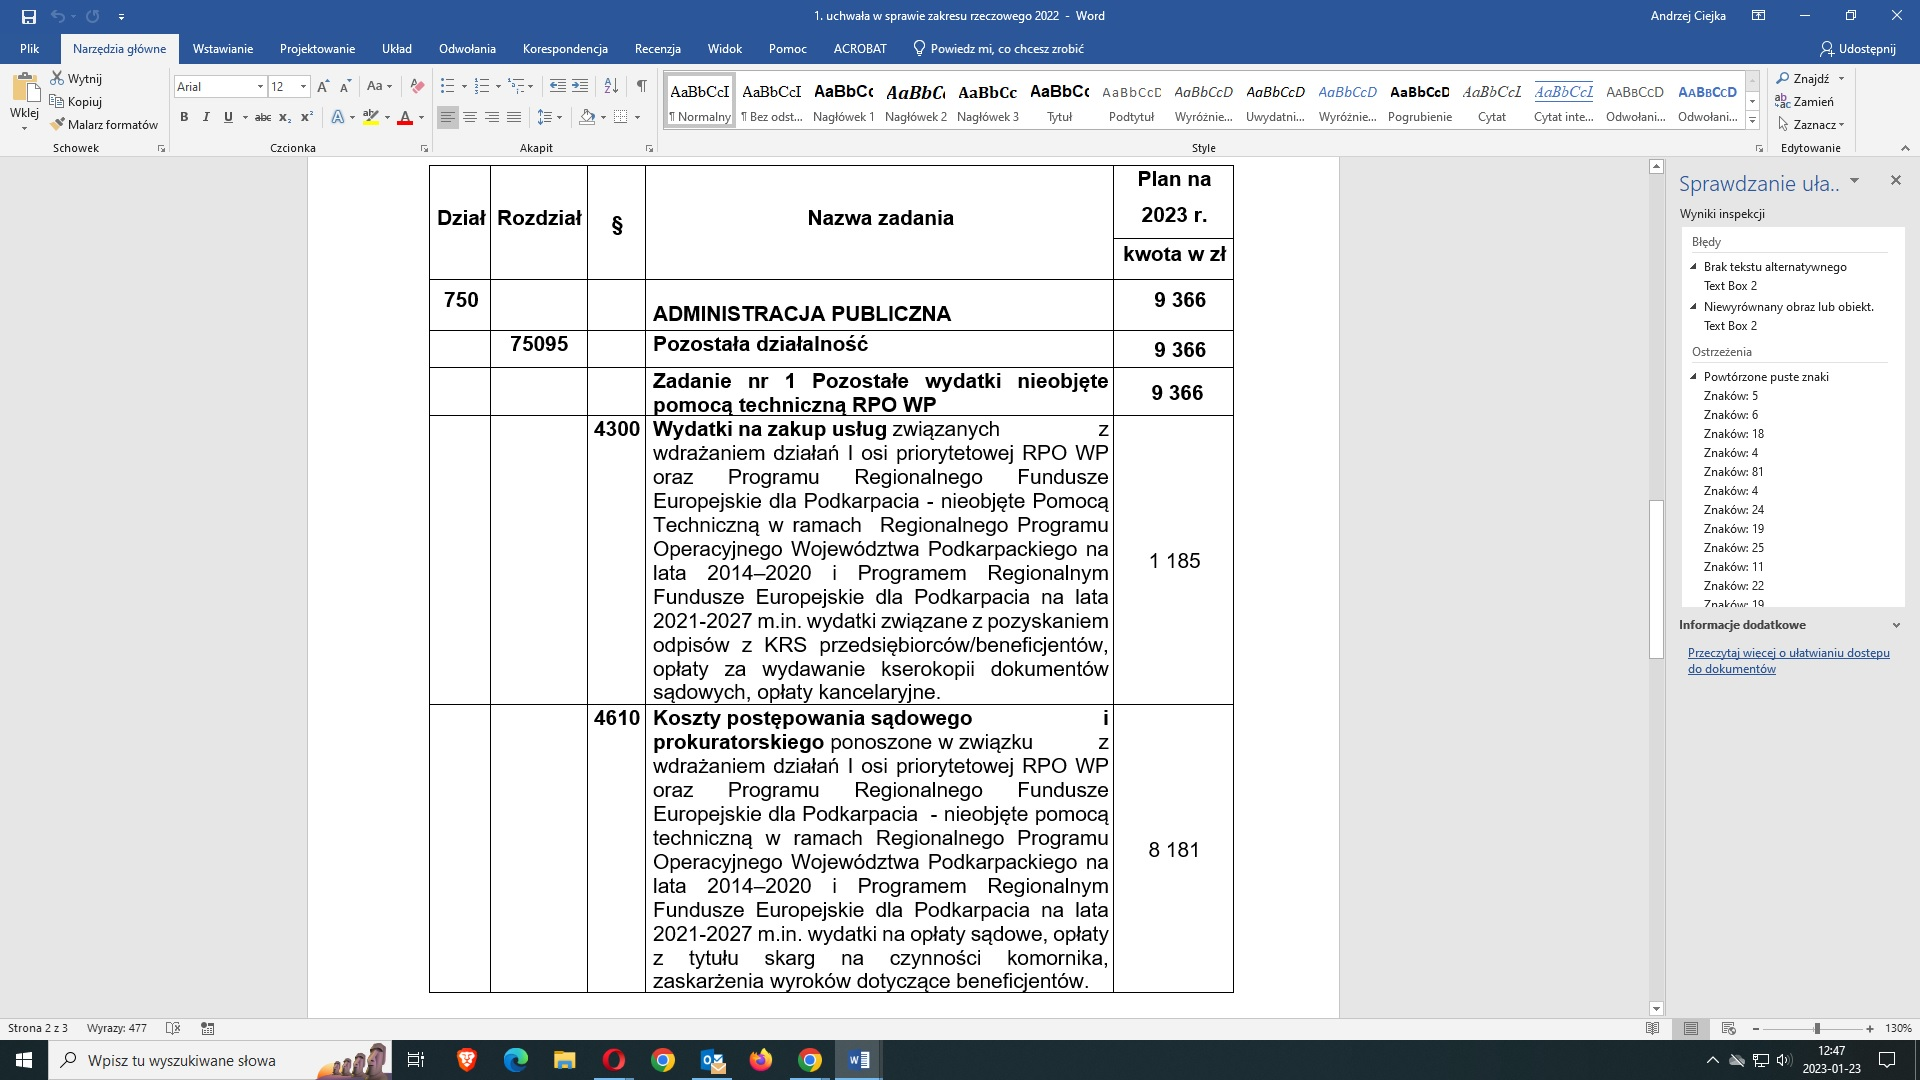 1. uchwała w sprawie zakresu rzeczowego 2022 - Word
Andrzej Ciejka
Plik
Narzędzia główne
Wstawianie
Projektowanie
Układ
Odwołania
Korespondencja
Recenzja
Widok
Pomoc
ACROBAT
Powiedz mi, co chcesz zrobić
Udostępnij
Wklej
Wytnij
Kopiuj
Malarz formatów
Schowek
Arial
12
Czcionka
Akapit
AaBbCcI
¶ Normalny
AaBbCcI
¶ Bez odst...
AaBbCc
Nagłówek 1
AaBbC
Nagłówek 2
AaBbCc
Nagłówek 3
AaBbCc
Tytuł
AaBbCcD
Podtytuł
AaBbCcD
Wyróżnie...
AaBbCcD
Uwydatni...
AaBbCcD
Wyróżnie...
AaBbCcD
Pogrubienie
AaBbCcI
Cytat
AaBbCcI
Cytat inte...
AaBbCcD
Odwołani...
AaBbCcD
Odwołani...
Style
Znajdź
Zamień
Zaznacz
Edytowanie
Dział
Rozdział
§
Nazwa zadania
Plan na
2023 r.
kwota w zł
750
ADMINISTRACJA PUBLICZNA
9 366
75095
Pozostała działalność
9 366
Zadanie nr 1 Pozostałe wydatki nieobjęte
pomocą techniczną RPO WP
9 366
4300
Wydatki na zakup usług związanych z
wdrażaniem działań I osi priorytetowej RPO WP
oraz Programu Regionalnego Fundusze
Europejskie dla Podkarpacia - nieobjęte Pomocą
Techniczną w ramach Regionalnego Programu
Operacyjnego Województwa Podkarpackiego na
lata 2014–2020 i Programem Regionalnym
Fundusze Europejskie dla Podkarpacia na lata
2021-2027 m.in. wydatki związane z pozyskaniem
odpisów z KRS przedsiębiorców/beneficjentów,
opłaty za wydawanie kserokopii dokumentów
sądowych, opłaty kancelaryjne.
1 185
4610
Koszty postępowania sądowego i
prokuratorskiego ponoszone w związku z
wdrażaniem działań I osi priorytetowej RPO WP
oraz Programu Regionalnego Fundusze
Europejskie dla Podkarpacia - nieobjęte pomocą
techniczną w ramach Regionalnego Programu
Operacyjnego Województwa Podkarpackiego na
lata 2014–2020 i Programem Regionalnym
Fundusze Europejskie dla Podkarpacia na lata
2021-2027 m.in. wydatki na opłaty sądowe, opłaty
z tytułu skarg na czynności komornika,
zaskarżenia wyroków dotyczące beneficjentów.
8 181
Sprawdzanie uła..
Wyniki inspekcji
Błędy
Brak tekstu alternatywnego
Text Box 2
Niewyrównany obraz lub obiekt.
Text Box 2
Ostrzeżenia
Powtórzone puste znaki
Znaków: 5
Znaków: 6
Znaków: 18
Znaków: 4
Znaków: 81
Znaków: 4
Znaków: 24
Znaków: 19
Znaków: 25
Znaków: 11
Znaków: 22
Znaków: 19
Informacje dodatkowe
Przeczytaj więcej o ułatwianiu dostępu
do dokumentów
Strona 2 z 3
Wyrazy: 477
130%
Wpisz tu wyszukiwane słowa
12:47
2023-01-23